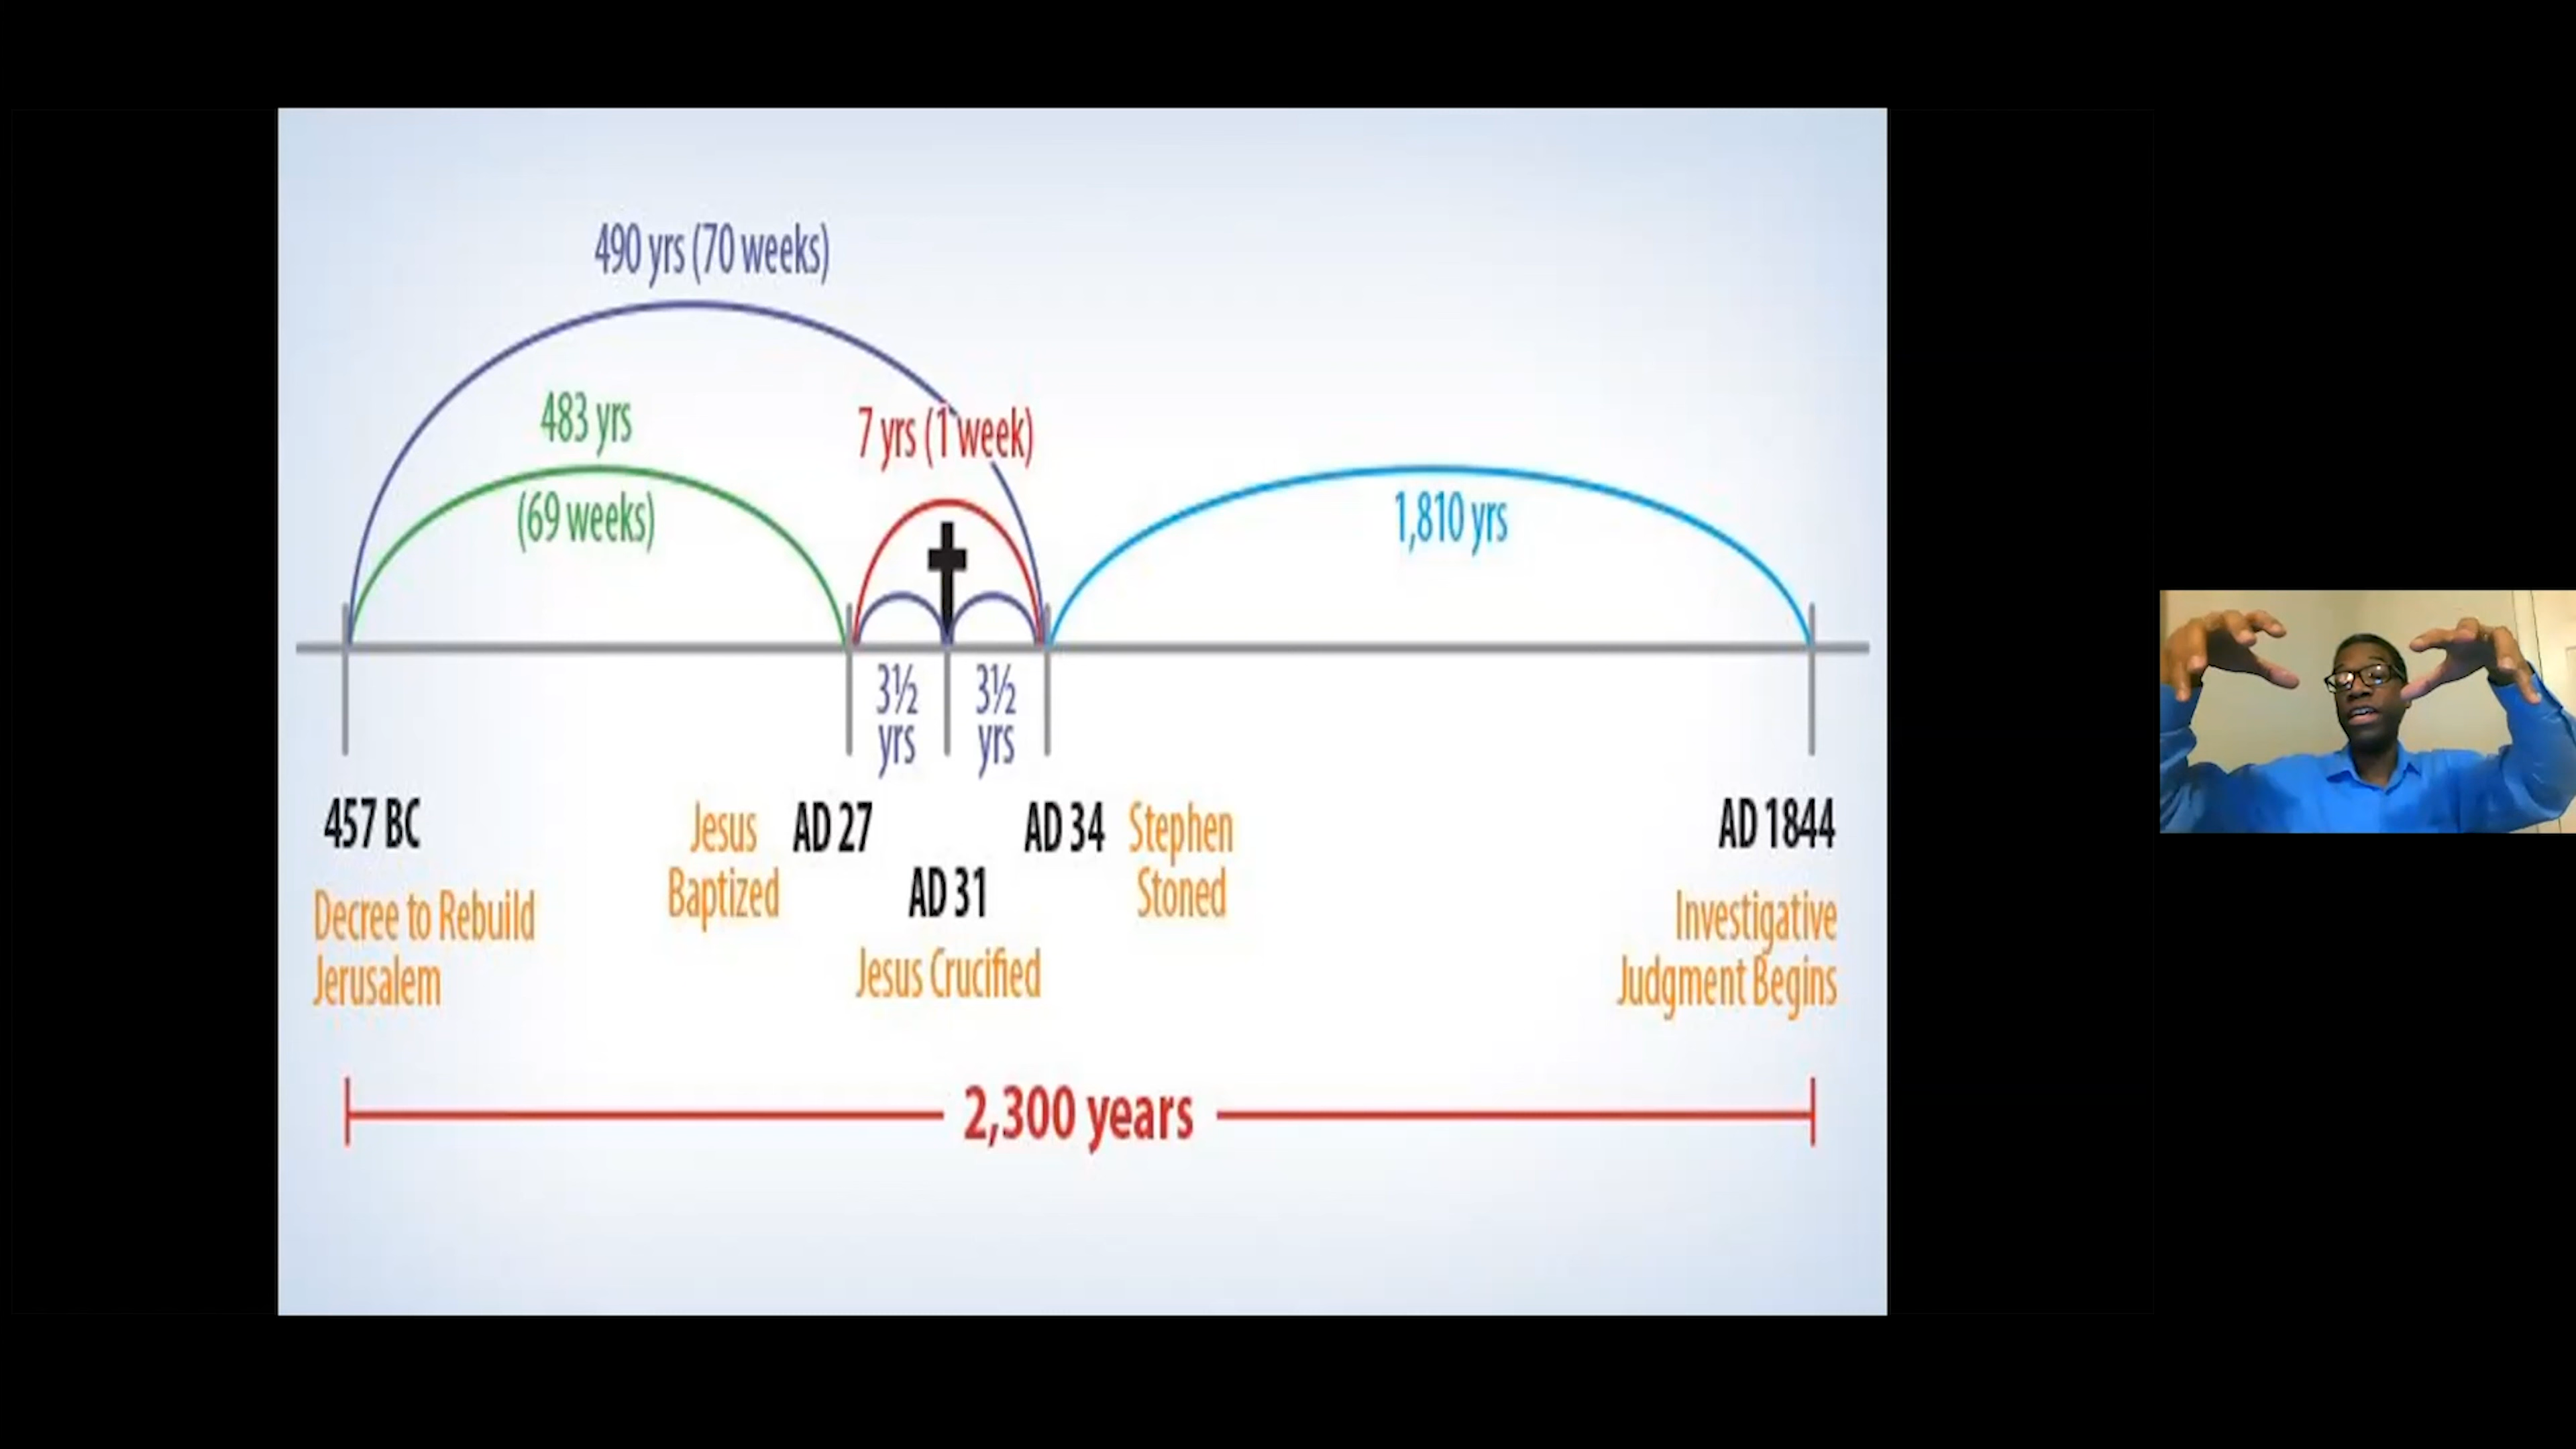 490 yrs (70 weeks)
483 yrs
(69 weeks)
7 yrs (1 week)
1,810 yrs
3½
yrs
3½
yrs
457 BC
Decree to Rebuild
Jerusalem
Jesus
Baptized
AD 27
AD 31
Jesus Crucified
AD 34
Stephen
Stoned
AD 1844
Investigative
Judgment Begins
2,300 years